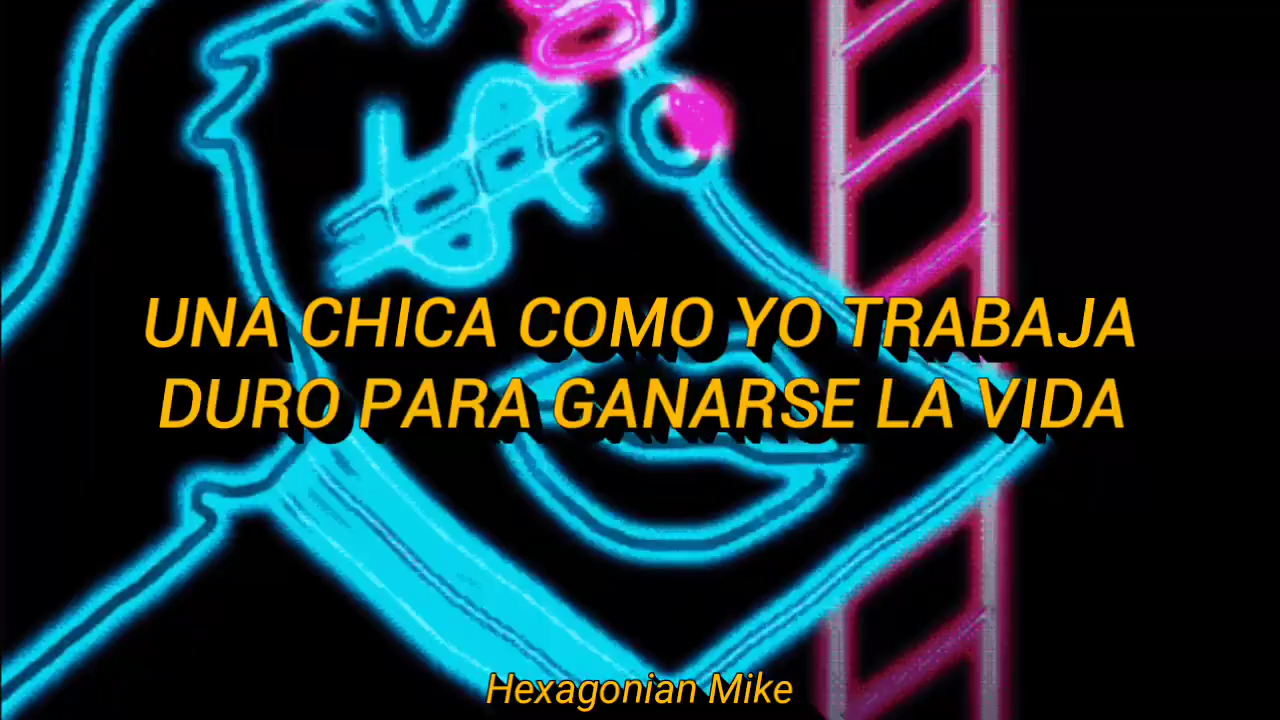 UNA CHICA COMO YO TRABAJA
DURO PARA GANARSE LA VIDA
Hexagonian Mike